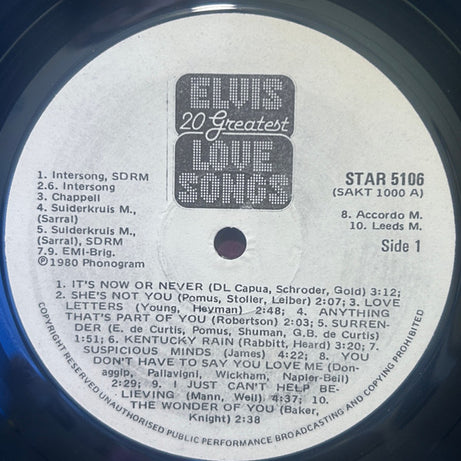 ELVIS
20 Greatest
LOVE
SONGS
1. Intersong, SDRM
2.6. Intersong
3. Chappell
4. Suiderkruis M.,
(Sarral)
5. Suiderkruis M.,
(Sarral), SDRM
7.9. EMI-Brig.
℗1980 Phonogram
STAR 5106
(SAKT 1000 A)
8. Accordo M.
10. Leeds M.
Side 1
1. IT'S NOW OR NEVER (DL Capua, Schroder, Gold) 3:12;
2. SHE'S NOT YOU (Pomus, Stoller, Leiber) 2:07; 3. LOVE
LETTERS (Young, Heyman) 2:48; 4. ANYTHING
THAT'S PART OF YOU (Robertson) 2:03; 5. SURREN-
DER (E. de Curtis, Pomus, Shuman, G.B. de Curtis)
1:51; 6. KENTUCKY RAIN (Rabbitt, Heard) 3:20; 7.
SUSPICIOUS MINDS (James) 4:22; 8. YOU
DON'T HAVE TO SAY YOU LOVE ME (Don-
aggip, Pallavigni, Wickham, Napier-Beil)
2:29; 9. I JUST CAN'T HELP BE-
LIEVING (Mann, Weil) 4:37; 10.
THE WONDER OF YOU (Baker,
Knight) 2:38
COPYRIGHT RESERVED UNAUTHORISED PUBLIC PERFORMANCE BROADCASTING AND COPYING PROHIBITED